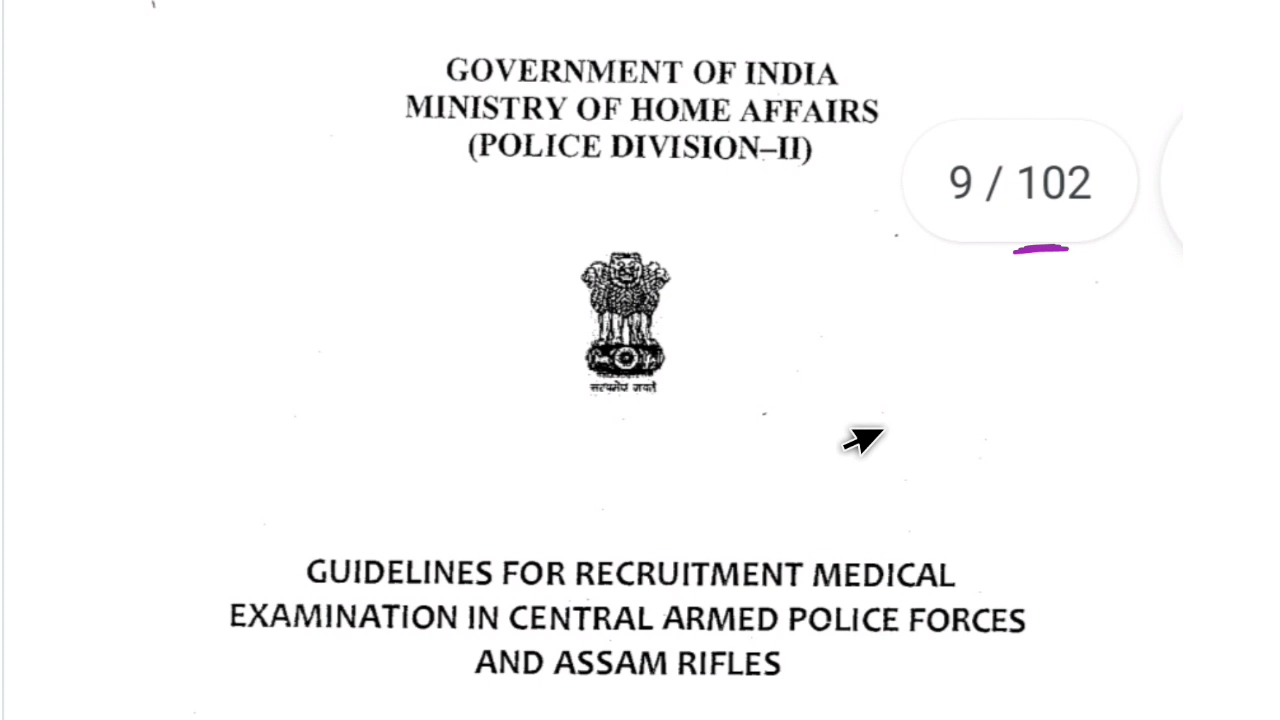 GOVERNMENT OF INDIA
MINISTRY OF HOME AFFAIRS
(POLICE DIVISION–II)
9 / 102
सत्यमेव जयते
GUIDELINES FOR RECRUITMENT MEDICAL
EXAMINATION IN CENTRAL ARMED POLICE FORCES
AND ASSAM RIFLES